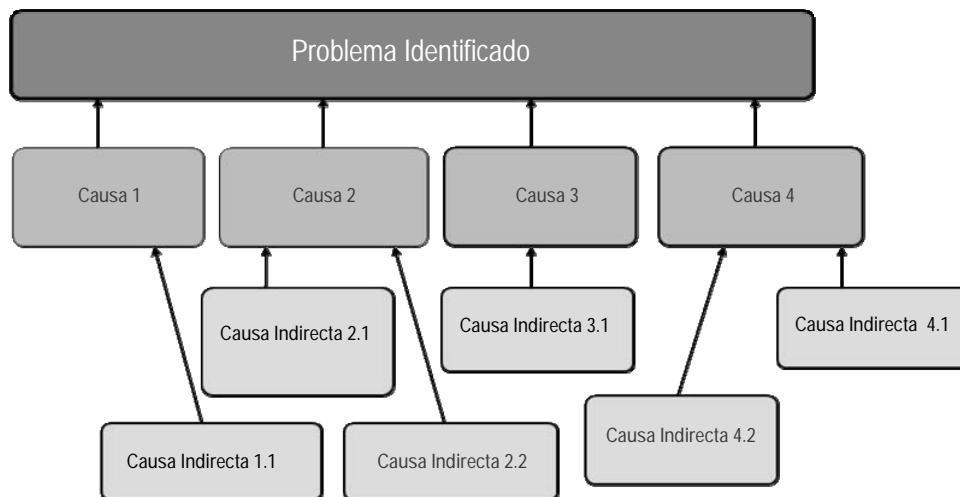 Problema Identificado
Causa 1
Causa 2
Causa 3
Causa 4
Causa Indirecta 2.1
Causa Indirecta 3.1
Causa Indirecta 4.1
Causa Indirecta 1.1
Causa Indirecta 2.2
Causa Indirecta 4.2